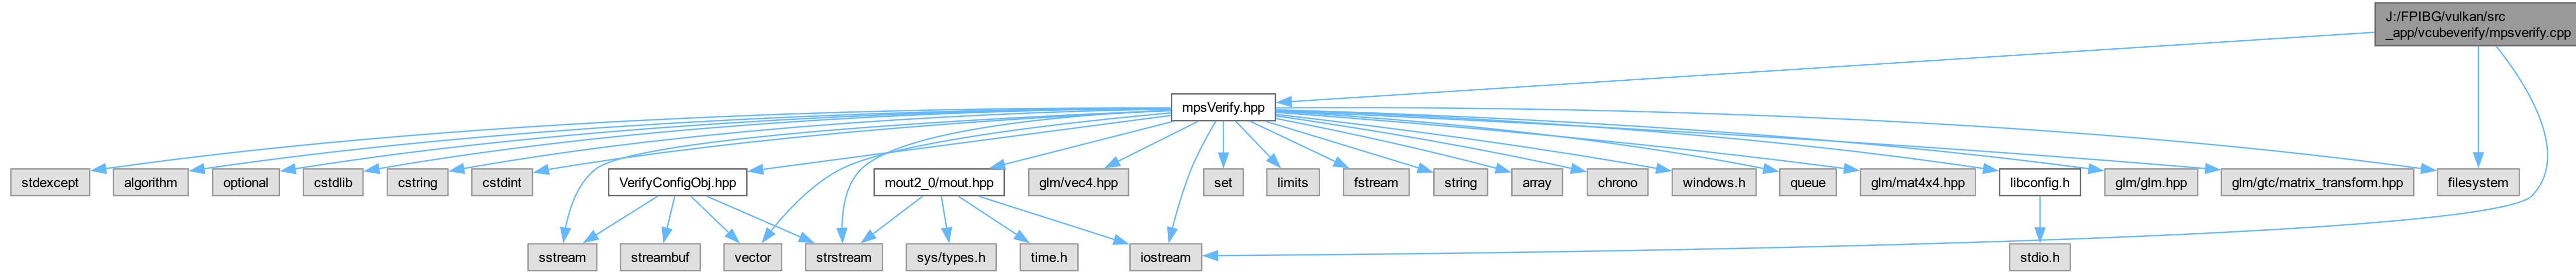 J:/FPIBG/vulkan/src
_app/vcubeverify/mpsverify.cpp
mpsVerify.hpp
stdexcept
algorithm
optional
cstdlib
cstring
cstdint
VerifyConfigObj.hpp
mout2_0/mout.hpp
glm/vec4.hpp
set
limits
fstream
string
array
chrono
windows.h
queue
glm/mat4x4.hpp
libconfig.h
glm/glm.hpp
glm/gtc/matrix_transform.hpp
filesystem
sstream
streambuf
vector
strstream
sys/types.h
time.h
iostream
stdio.h